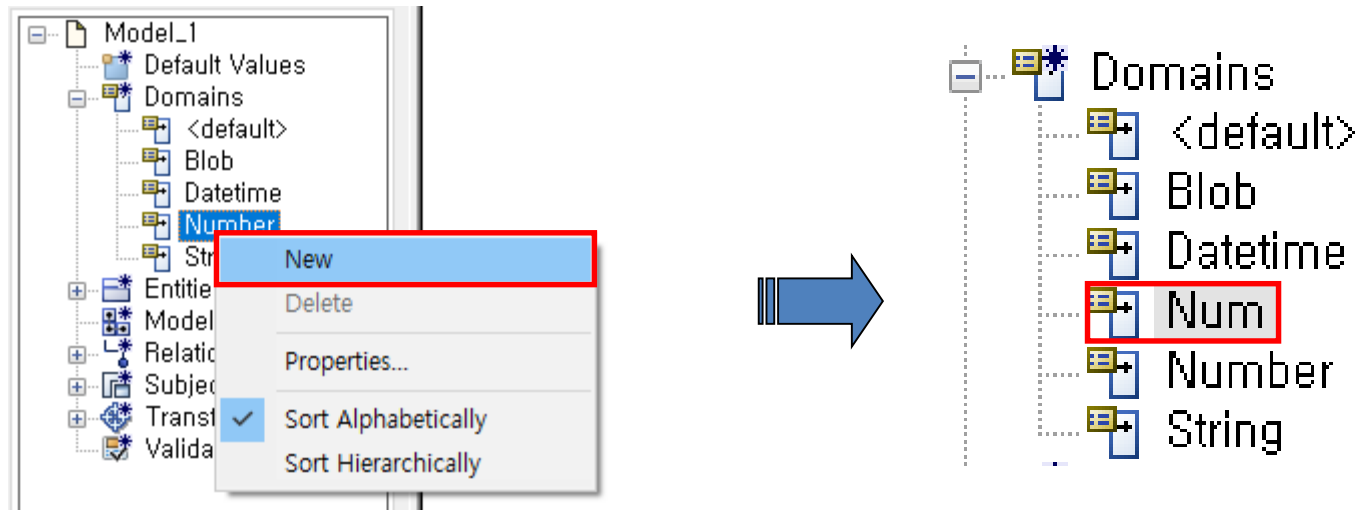 Model_1
Default Values
Domains
<default>
Blob
Datetime
Number
Str
Entitie
Model
Relatio
Subjec
Transf
Valida
New
Delete
Properties...
Sort Alphabetically
Sort Hierarchically
Domains
<default>
Blob
Datetime
Num
Number
String